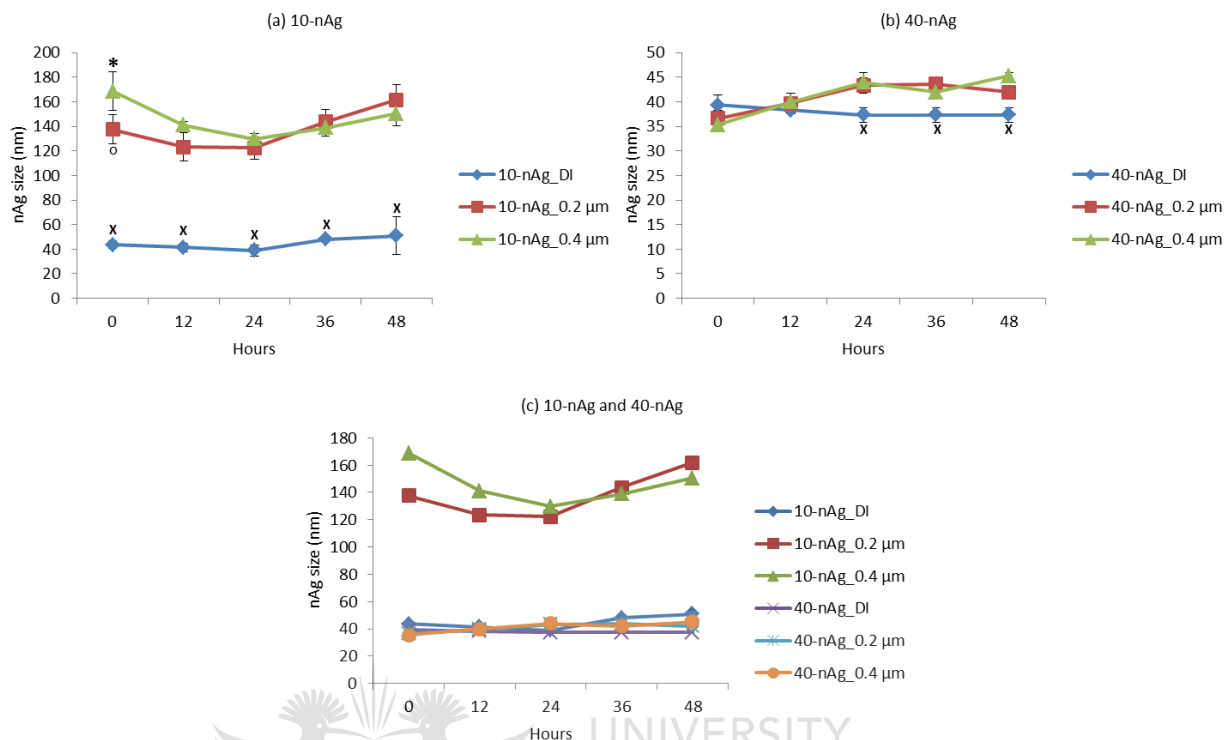 (a) 10-nAg
nAg size (nm)
200
180
160
140
120
100
80
60
40
20
0
*
o
x x x x x
0 12 24 36 48
Hours
10-nAg_DI
10-nAg_0.2 µm
10-nAg_0.4 µm
(b) 40-nAg
nAg size (nm)
50
45
40
35
30
25
20
15
10
5
0
x x x
0 12 24 36 48
Hours
40-nAg_DI
40-nAg_0.2 µm
40-nAg_0.4 µm
(c) 10-nAg and 40-nAg
nAg size (nm)
180
160
140
120
100
80
60
40
20
0
0 12 24 36 48
Hours
10-nAg_DI
10-nAg_0.2 µm
10-nAg_0.4 µm
40-nAg_DI
40-nAg_0.2 µm
40-nAg_0.4 µm
UNIVERSITY